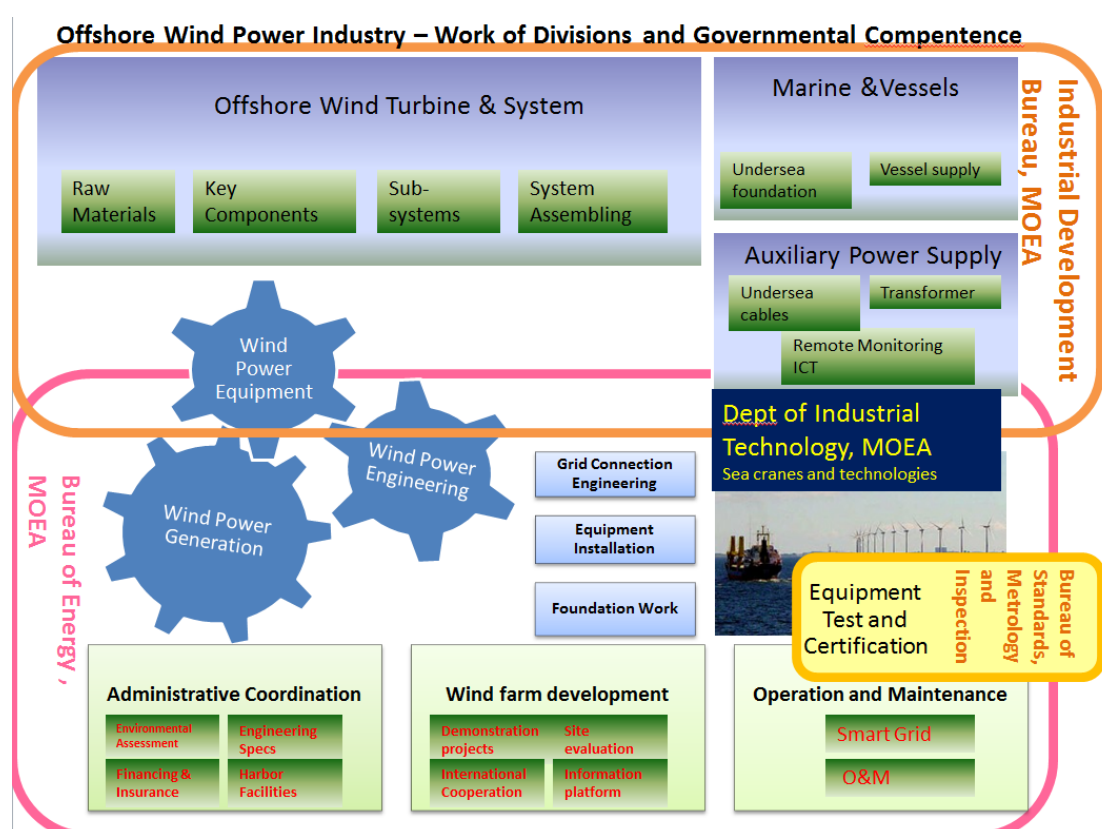 Offshore Wind Power Industry – Work of Divisions and Governmental Compentence
Offshore Wind Turbine & System
Raw
Materials
Key
Components
Sub-
systems
System
Assembling
Marine &Vessels
Undersea
foundation
Vessel supply
Industrial Development
Bureau, MOEA
Auxiliary Power Supply
Undersea
cables
Transformer
Remote Monitoring
ICT
Wind
Power
Equipment
Wind Power
Engineering
Wind Power
Generation
Dept of Industrial
Technology, MOEA
Sea cranes and technologies
Grid Connection
Engineering
Equipment
Installation
Foundation Work
Bureau of Energy ,
MOEA
Equipment
Test and
Certification
Bureau of
Standards,
Metrology
and
Inspection
Administrative Coordination
Environmental
Assessment
Engineering
Specs
Financing &
Insurance
Harbor
Facilities
Wind farm development
Demonstration
projects
Site
evaluation
International
Cooperation
Information
platform
Operation and Maintenance
Smart Grid
O&M